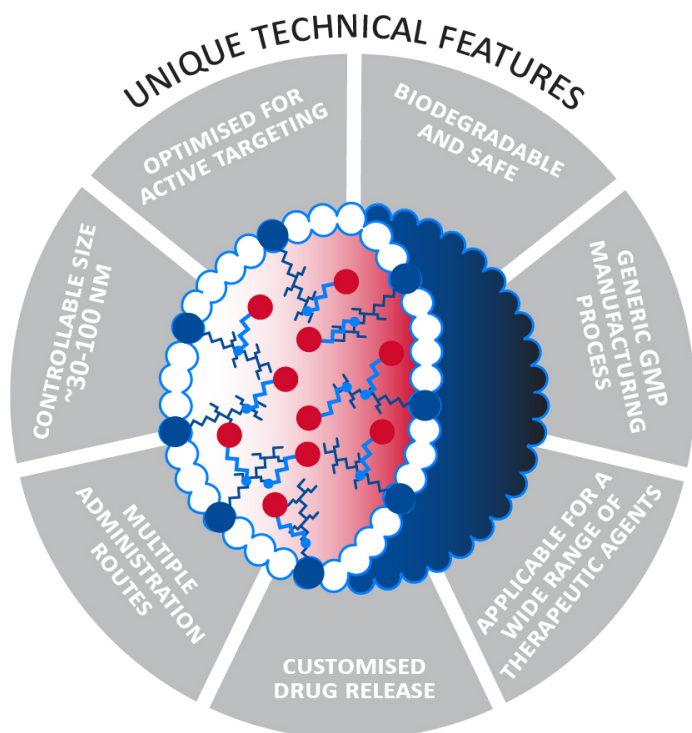 UNIQUE TECHNICAL FEATURES
OPTIMISED FOR
ACTIVE TARGETING
BIODEGRADABLE
AND SAFE
GENERIC GMP
MANUFACTURING
PROCESS
APPLICABLE FOR A
WIDE RANGE OF
THERAPEUTIC AGENTS
CUSTOMISED
DRUG RELEASE
MULTIPLE
ADMINISTRATION
ROUTES
CONTROLLABLE SIZE
~30-100 NM